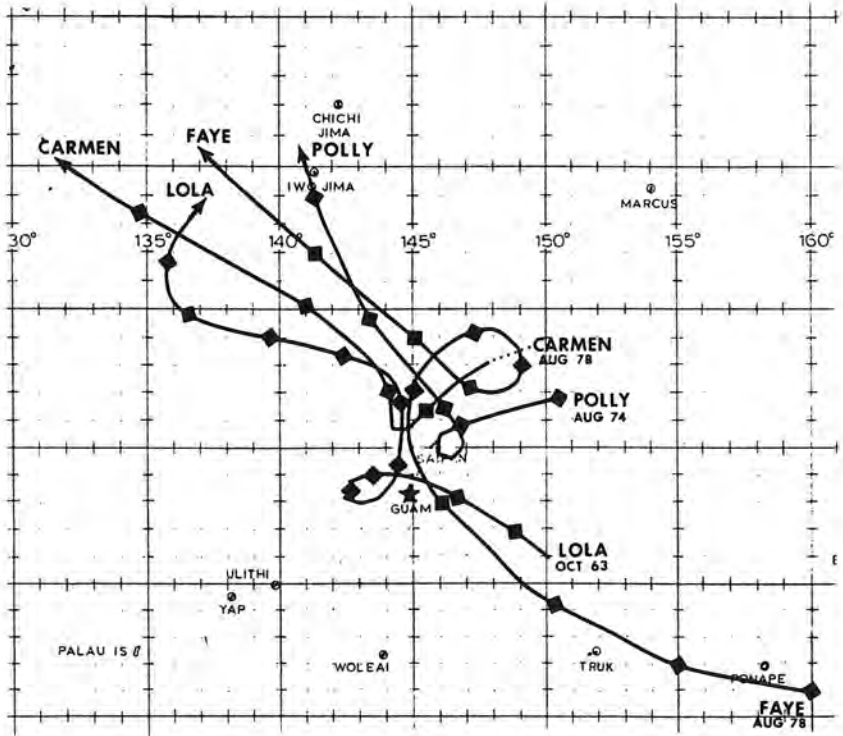 CHICHI
JIMA
FAYE
POLLY
CARMEN
LOLA
IWO JIMA
MARCUS
30°
135°
140°
145°
150°
155°
160°
CARMEN
AUG 78
POLLY
AUG 74
GUAM
LOLA
OCT 63
E
ULITHI
YAP
PALAU IS
WOLEAI
TRUK
PONAPE
FAYE
AUG 78